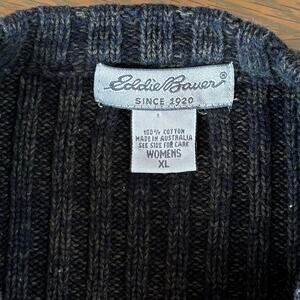 Eddie Bauer®
SINCE 1920
100% COTTON
MADE IN AUSTRALIA
SEE SIDE FOR CARE
WOMENS
XL